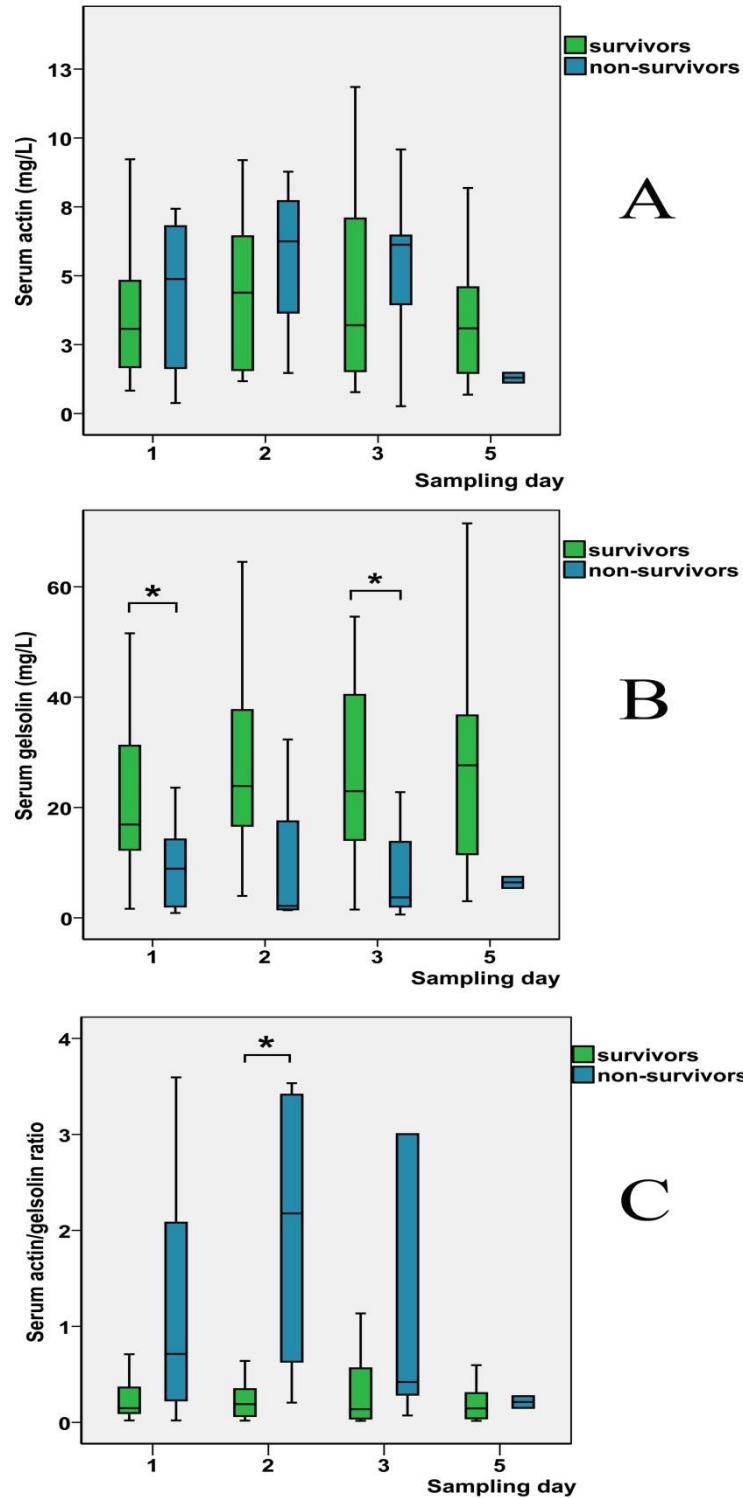 survivors
non-survivors
13
10
8
5
3
0
Serum actin (mg/L)
1 2 3 5
Sampling day
A
survivors
non-survivors
60
40
20
0
Serum gelsolin (mg/L)
* *
1 2 3 5
Sampling day
B
survivors
non-survivors
4
3
2
1
0
Serum actin/gelsolin ratio
*
1 2 3 5
Sampling day
C